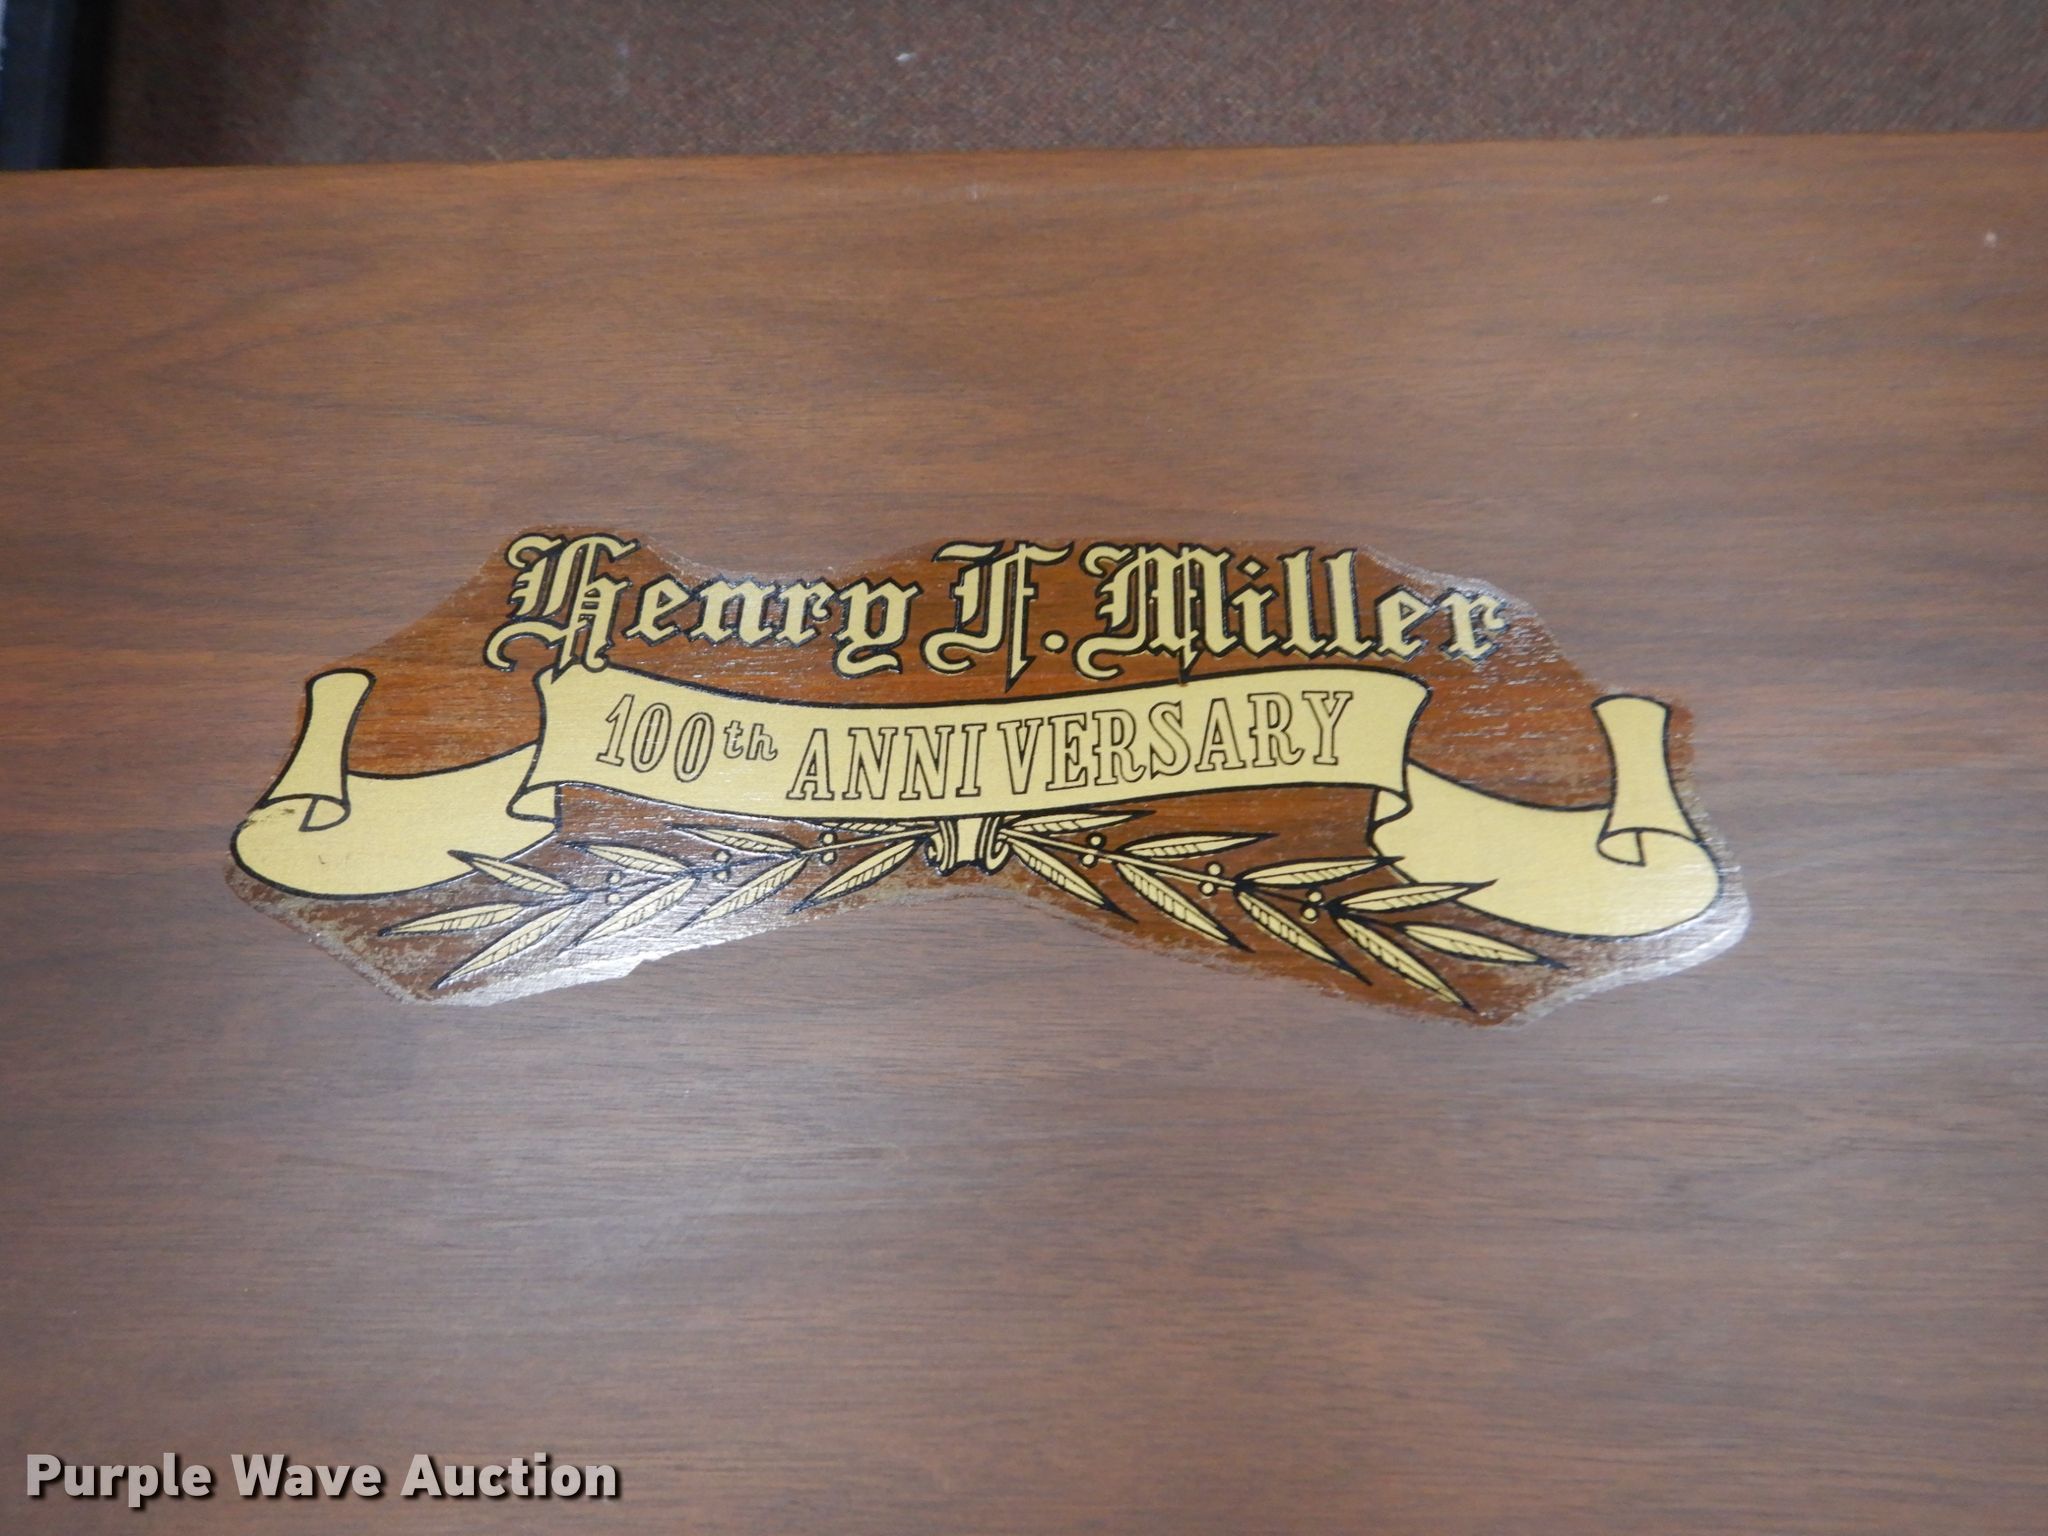 Henry F. Miller
100th ANNIVERSARY
Purple Wave Auction